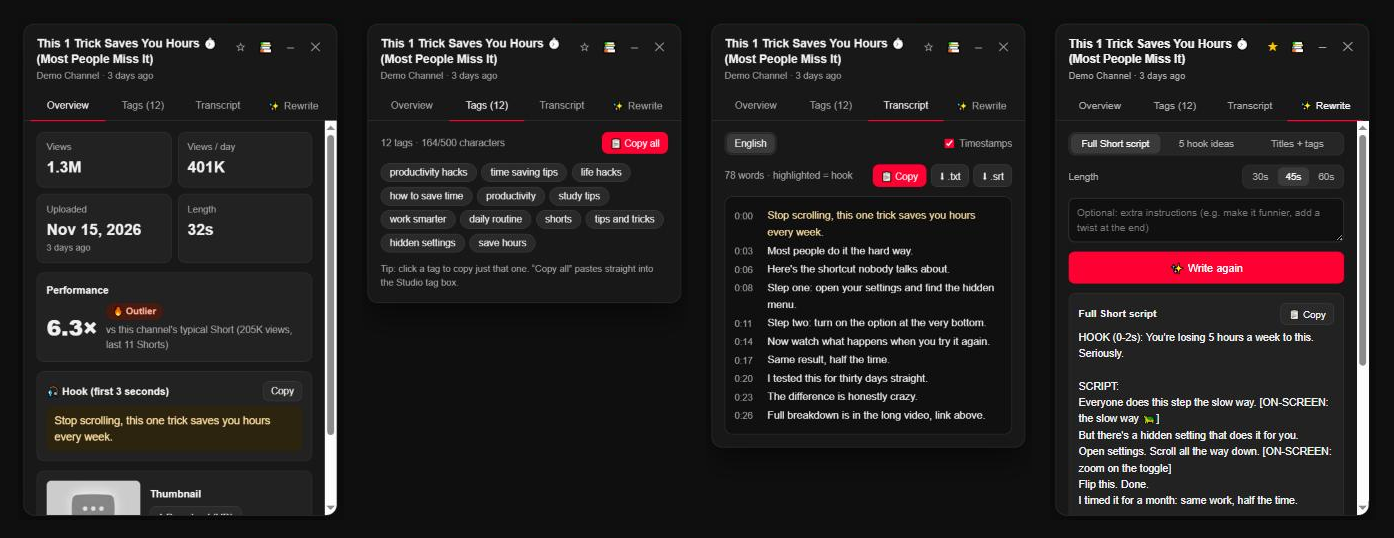 This 1 Trick Saves You Hours ⏱
(Most People Miss It)
Demo Channel · 3 days ago
Overview
Tags (12)
Transcript
✨ Rewrite
Views
1.3M
Views / day
401K
Uploaded
Nov 15, 2026
3 days ago
Length
32s
Performance
6.3×
🔥 Outlier
vs this channel's typical Short (205K views,
last 11 Shorts)
🎣 Hook (first 3 seconds)
Copy
Stop scrolling, this one trick saves you hours
every week.
Thumbnail
This 1 Trick Saves You Hours ⏱
(Most People Miss It)
Demo Channel · 3 days ago
Overview
Tags (12)
Transcript
✨ Rewrite
12 tags · 164/500 characters
📋 Copy all
productivity hacks
time saving tips
life hacks
how to save time
productivity
study tips
work smarter
daily routine
shorts
tips and tricks
hidden settings
save hours
Tip: click a tag to copy just that one. "Copy all" pastes straight into
the Studio tag box.
This 1 Trick Saves You Hours ⏱
(Most People Miss It)
Demo Channel · 3 days ago
Overview
Tags (12)
Transcript
✨ Rewrite
English
Timestamps
78 words · highlighted = hook
📋 Copy
⬇ .txt
⬇ .srt
0:00 Stop scrolling, this one trick saves you hours
every week.
0:03 Most people do it the hard way.
0:06 Here's the shortcut nobody talks about.
0:08 Step one: open your settings and find the hidden
menu.
0:11 Step two: turn on the option at the very bottom.
0:14 Now watch what happens when you try it again.
0:17 Same result, half the time.
0:20 I tested this for thirty days straight.
0:23 The difference is honestly crazy.
0:26 Full breakdown is in the long video, link above.
This 1 Trick Saves You Hours ⏱
(Most People Miss It)
Demo Channel · 3 days ago
Overview
Tags (12)
Transcript
✨ Rewrite
Full Short script
5 hook ideas
Titles + tags
Length
30s
45s
60s
Optional: extra instructions (e.g. make it funnier, add a
twist at the end)
✨ Write again
Full Short script
📋 Copy
HOOK (0-2s): You're losing 5 hours a week to this.
Seriously.
SCRIPT:
Everyone does this step the slow way. [ON-SCREEN:
the slow way 🐢]
But there's a hidden setting that does it for you.
Open settings. Scroll all the way down. [ON-SCREEN:
zoom on the toggle]
Flip this. Done.
I timed it for a month: same work, half the time.